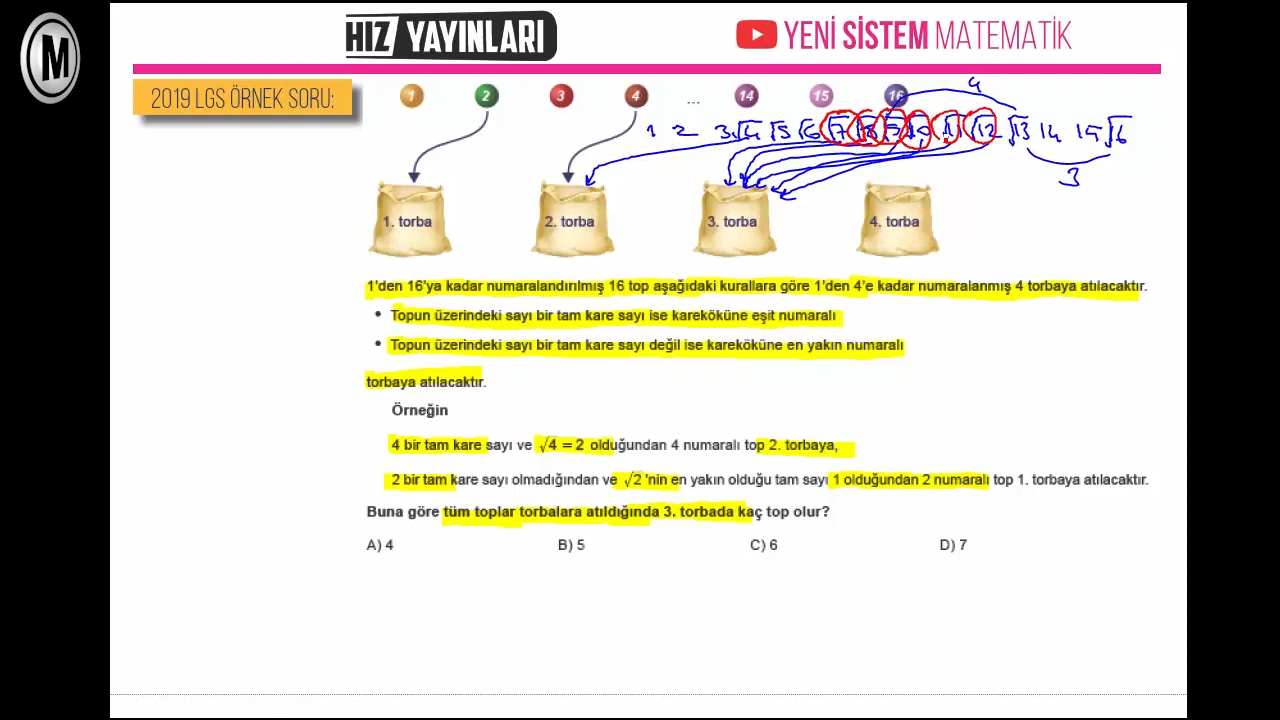 M
HIZ YAYINLARI
YENİ SİSTEM MATEMATİK
2019 LGS ÖRNEK SORU:
1 2 3 4 ... 14 15 16
4
1 2 3 √4 √5 √6 √7 √8 √9 √10 √11 √12 √13 14 15 √16
3
1. torba 2. torba 3. torba 4. torba
1'den 16'ya kadar numaralandırılmış 16 top aşağıdaki kurallara göre 1'den 4'e kadar numaralanmış 4 torbaya atılacaktır.
• Topun üzerindeki sayı bir tam kare sayı ise kareköküne eşit numaralı
• Topun üzerindeki sayı bir tam kare sayı değil ise kareköküne en yakın numaralı
torbaya atılacaktır.
Örneğin
4 bir tam kare sayı ve √4 = 2 olduğundan 4 numaralı top 2. torbaya,
2 bir tam kare sayı olmadığından ve √2 'nin en yakın olduğu tam sayı 1 olduğundan 2 numaralı top 1. torbaya atılacaktır.
Buna göre tüm toplar torbalara atıldığında 3. torbada kaç top olur?
A) 4 B) 5 C) 6 D) 7